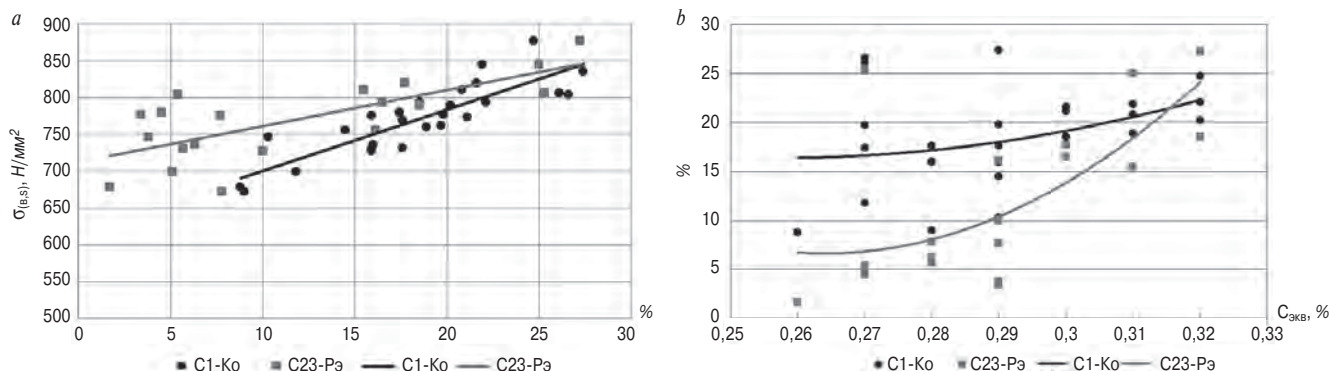 a
900
850
800
750
700
650
600
550
500
σ(B,S), Н/мм²
0 5 10 15 20 25 30 %
С1-Ко С23-Рэ С1-Ко С23-Рэ
b
30
25
20
15
10
5
0
%
0,25 0,26 0,27 0,28 0,29 0,3 0,31 0,32 0,33
Сэкв, %
С1-Ко С23-Рэ С1-Ко С23-Рэ